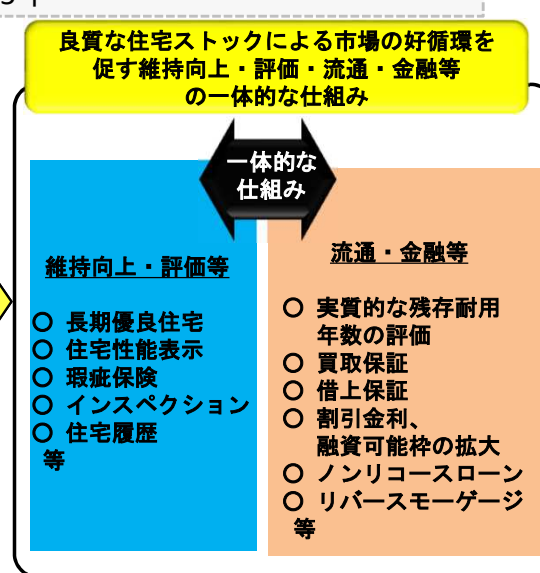 良質な住宅ストックによる市場の好循環を
促す維持向上・評価・流通・金融等
の一体的な仕組み
一体的な
仕組み
維持向上・評価等
○ 長期優良住宅
○ 住宅性能表示
○ 瑕疵保険
○ インスペクション
○ 住宅履歴
等
流通・金融等
○ 実質的な残存耐用
年数の評価
○ 買取保証
○ 借上保証
○ 割引金利、
融資可能枠の拡大
○ ノンリコースローン
○ リバースモーゲージ
等